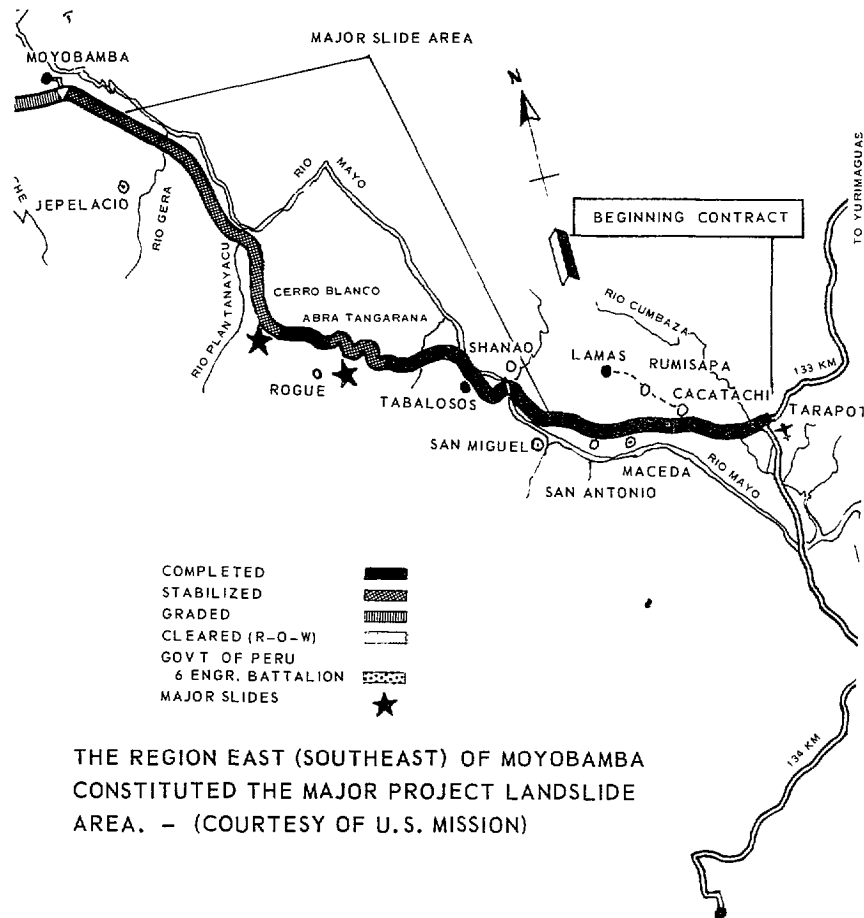 MAJOR SLIDE AREA
MOYOBAMBA
N
RIO MAYO
TO YURIMAGUAS
HE
JEPELACIO
RIO GERA
BEGINNING CONTRACT
RIO PLANTANAYACU
CERRO BLANCO
ABRA TANGARANA
RIO CUMBAZA
SHANAO
LAMAS
RUMISAPA
133 KM
ROGUE
CACATACHI
TABALOSOS
TARAPOT
SAN MIGUEL
MACEDA
RIO MAYO
SAN ANTONIO
COMPLETED
STABILIZED
GRADED
CLEARED (R-O-W)
GOVT OF PERU
6 ENGR. BATTALION
MAJOR SLIDES
134 KM
THE REGION EAST (SOUTHEAST) OF MOYOBAMBA
CONSTITUTED THE MAJOR PROJECT LANDSLIDE
AREA. - (COURTESY OF U.S. MISSION)